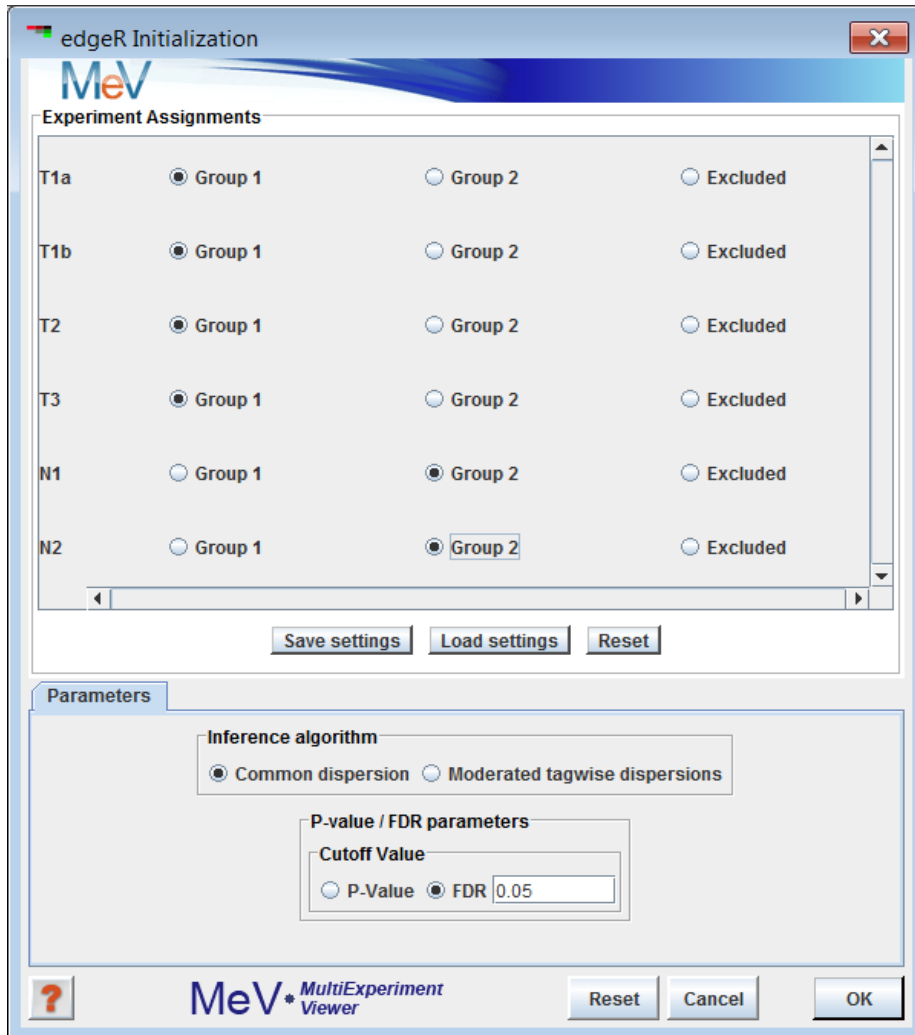 edgeR Initialization
MeV
Experiment Assignments
T1a Group 1 Group 2 Excluded
T1b Group 1 Group 2 Excluded
T2 Group 1 Group 2 Excluded
T3 Group 1 Group 2 Excluded
N1 Group 1 Group 2 Excluded
N2 Group 1 Group 2 Excluded
Save settings Load settings Reset
Parameters
Inference algorithm
Common dispersion Moderated tagwise dispersions
P-value / FDR parameters
Cutoff Value
P-Value FDR 0.05
? MeV • MultiExperiment Viewer Reset Cancel OK